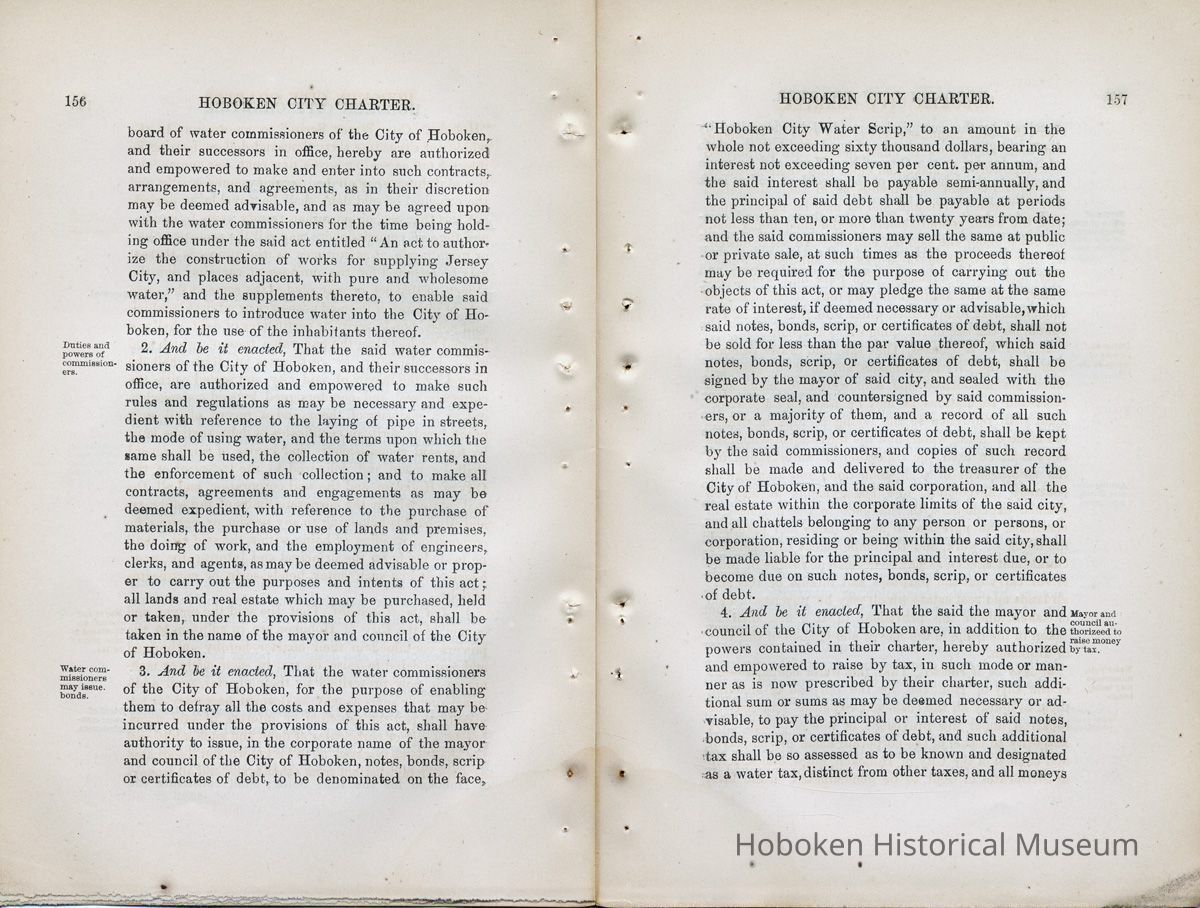 156
HOBOKEN CITY CHARTER.
board of water commissioners of the City of Hoboken,
and their successors in office, hereby are authorized
and empowered to make and enter into such contracts,
arrangements, and agreements, as in their discretion
may be deemed advisable, and as may be agreed upon
with the water commissioners for the time being hold-
ing office under the said act entitled "An act to author-
ize the construction of works for supplying Jersey
City, and places adjacent, with pure and wholesome
water," and the supplements thereto, to enable said
commissioners to introduce water into the City of Ho-
boken, for the use of the inhabitants thereof.
Duties and
powers of
commission-
ers.
2. And be it enacted, That the said water commis-
sioners of the City of Hoboken, and their successors in
office, are authorized and empowered to make such
rules and regulations as may be necessary and expe-
dient with reference to the laying of pipe in streets,
the mode of using water, and the terms upon which the
same shall be used, the collection of water rents, and
the enforcement of such collection; and to make all
contracts, agreements and engagements as may be
deemed expedient, with reference to the purchase of
materials, the purchase or use of lands and premises,
the doing of work, and the employment of engineers,
clerks, and agents, as may be deemed advisable or prop-
er to carry out the purposes and intents of this act;
all lands and real estate which may be purchased, held
or taken, under the provisions of this act, shall be
taken in the name of the mayor and council of the City
of Hoboken.
Water com-
missioners
may issue.
bonds.
3. And be it enacted, That the water commissioners
of the City of Hoboken, for the purpose of enabling
them to defray all the costs and expenses that may be
incurred under the provisions of this act, shall have
authority to issue, in the corporate name of the mayor
and council of the City of Hoboken, notes, bonds, scrip
or certificates of debt, to be denominated on the face,
HOBOKEN CITY CHARTER.
157
"Hoboken City Water Scrip," to an amount in the
whole not exceeding sixty thousand dollars, bearing an
interest not exceeding seven per cent. per annum, and
the said interest shall be payable semi-annually, and
the principal of said debt shall be payable at periods
not less than ten, or more than twenty years from date;
and the said commissioners may sell the same at public
or private sale, at such times as the proceeds thereof
may be required for the purpose of carrying out the
objects of this act, or may pledge the same at the same
rate of interest, if deemed necessary or advisable, which
said notes, bonds, scrip, or certificates of debt, shall not
be sold for less than the par value thereof, which said
notes, bonds, scrip, or certificates of debt, shall be
signed by the mayor of said city, and sealed with the
corporate seal, and countersigned by said commission-
ers, or a majority of them, and a record of all such
notes, bonds, scrip, or certificates of debt, shall be kept
by the said commissioners, and copies of such record
shall be made and delivered to the treasurer of the
City of Hoboken, and the said corporation, and all the
real estate within the corporate limits of the said city,
and all chattels belonging to any person or persons, or
corporation, residing or being within the said city, shall
be made liable for the principal and interest due, or to
become due on such notes, bonds, scrip, or certificates
of debt.
4. And be it enacted, That the said the mayor and
council of the City of Hoboken are, in addition to the
powers contained in their charter, hereby authorized
and empowered to raise by tax, in such mode or man-
ner as is now prescribed by their charter, such addi-
tional sum or sums as may be deemed necessary or ad-
visable, to pay the principal or interest of said notes,
bonds, scrip, or certificates of debt, and such additional
tax shall be so assessed as to be known and designated
as a water tax, distinct from other taxes, and all moneys
Mayor and
council au-
thorizeed to
raise money
by tax.
Hoboken Historical Museum